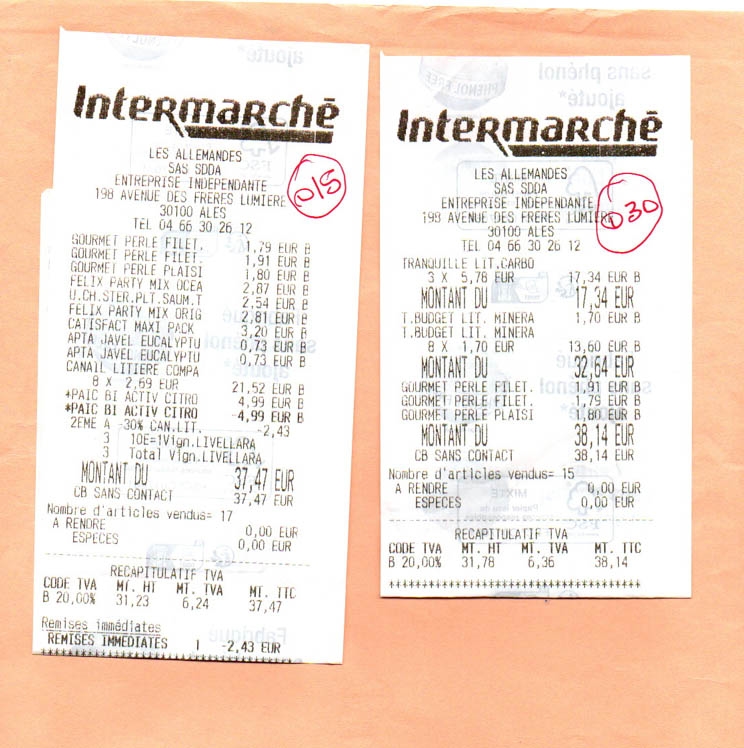 Intermarché
LES ALLEMANDES
SAS SDDA
ENTREPRISE INDEPENDANTE
198 AVENUE DES FRERES LUMIERE
30100 ALES
TEL 04 66 30 26 12
015
GOURMET PERLE FILET. 1,79 EUR B
GOURMET PERLE FILET. 1,91 EUR B
GOURMET PERLE PLAISI 1,80 EUR B
FELIX PARTY MIX OCEA 2,87 EUR B
U.CH.STER.PLT.SAUM.T 2,54 EUR B
FELIX PARTY MIX ORIG 2,81 EUR B
CATISFACT MAXI PACK 3,20 EUR B
APTA JAVEL EUCALYPTU 0,73 EUR B
APTA JAVEL EUCALYPTU 0,73 EUR B
CANAIL LITIERE COMPA
8 X 2,69 EUR 21,52 EUR B
*PAIC BI ACTIV CITRO 4,99 EUR B
*PAIC BI ACTIV CITRO -4,99 EUR B
2EME A -30% CAN.LIT. -2,43
3 10E=1Vign.LIVELLARA
3 Total Vign.LIVELLARA
MONTANT DU 37,47 EUR
CB SANS CONTACT 37,47 EUR
Nombre d'articles vendus= 17
A RENDRE 0,00 EUR
ESPECES 0,00 EUR
RECAPITULATIF TVA
CODE TVA MT. HT MT. TVA MT. TTC
B 20,00% 31,23 6,24 37,47
Remises immédiates
REMISES IMMEDIATES 1 -2,43 EUR
Intermarché
LES ALLEMANDES
SAS SDDA
ENTREPRISE INDEPENDANTE
198 AVENUE DES FRERES LUMIERE
30100 ALES
TEL 04 66 30 26 12
030
TRANQUILLE LIT.CARBO
3 X 5,78 EUR 17,34 EUR B
MONTANT DU 17,34 EUR
T.BUDGET LIT. MINERA 1,70 EUR B
T.BUDGET LIT. MINERA
8 X 1,70 EUR 13,60 EUR B
MONTANT DU 32,64 EUR
GOURMET PERLE FILET. 1,91 EUR B
GOURMET PERLE FILET. 1,79 EUR B
GOURMET PERLE PLAISI 1,80 EUR B
MONTANT DU 38,14 EUR
CB SANS CONTACT 38,14 EUR
Nombre d'articles vendus= 15
A RENDRE 0,00 EUR
ESPECES 0,00 EUR
RECAPITULATIF TVA
CODE TVA MT. HT MT. TVA MT. TTC
B 20,00% 31,78 6,36 38,14